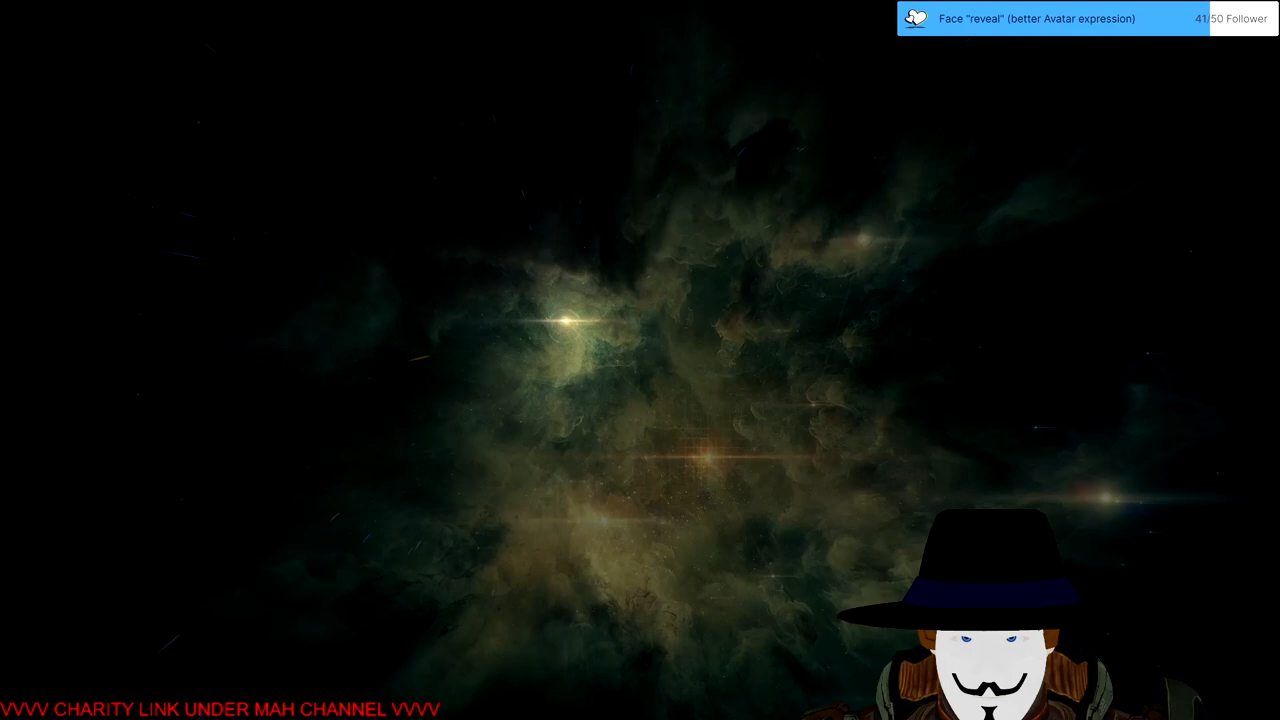 Face "reveal" (better Avatar expression) 41/50 Follower
VVVV CHARITY LINK UNDER MAH CHANNEL VVVV